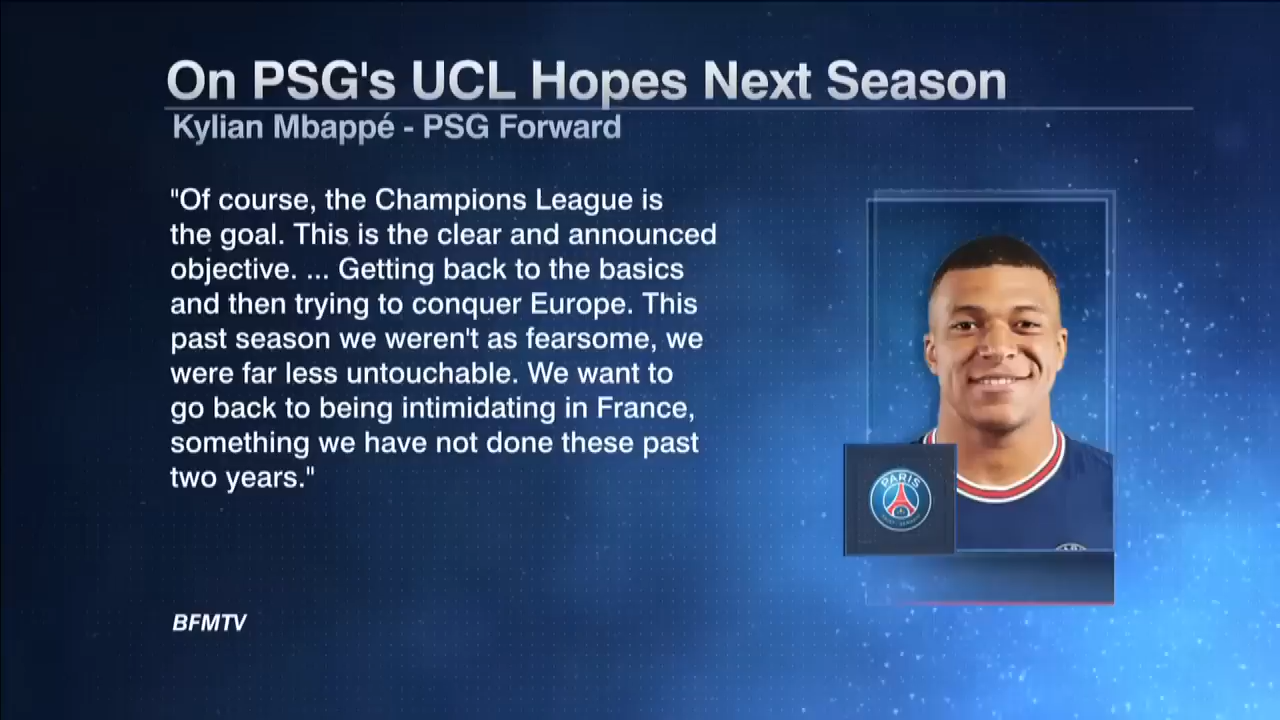 On PSG's UCL Hopes Next Season
Kylian Mbappé - PSG Forward
"Of course, the Champions League is
the goal. This is the clear and announced
objective. ... Getting back to the basics
and then trying to conquer Europe. This
past season we weren't as fearsome, we
were far less untouchable. We want to
go back to being intimidating in France,
something we have not done these past
two years."
PARIS
BFMTV